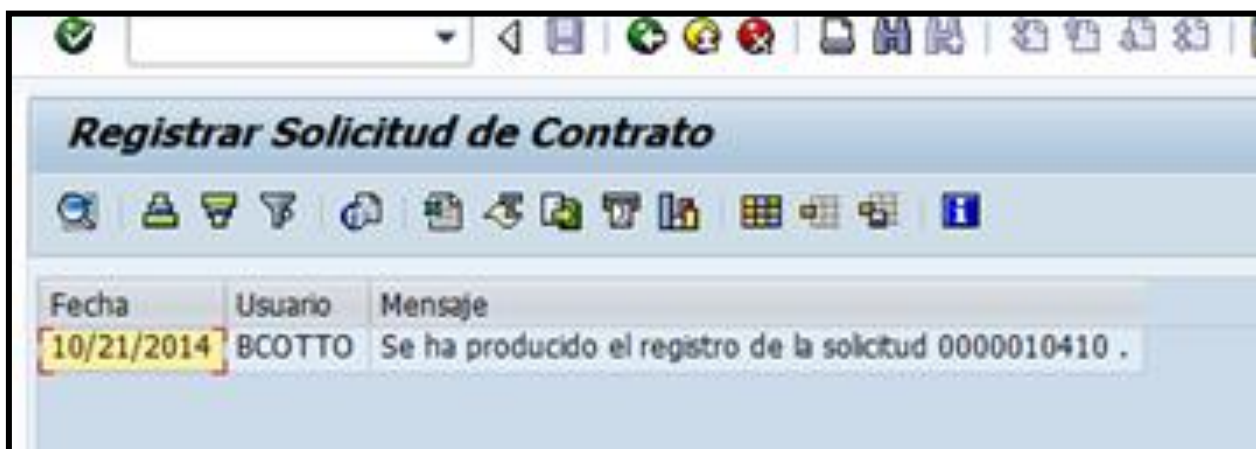 Registrar Solicitud de Contrato
Fecha Usuario Mensaje
10/21/2014 BCOTTO Se ha producido el registro de la solicitud 0000010410 .